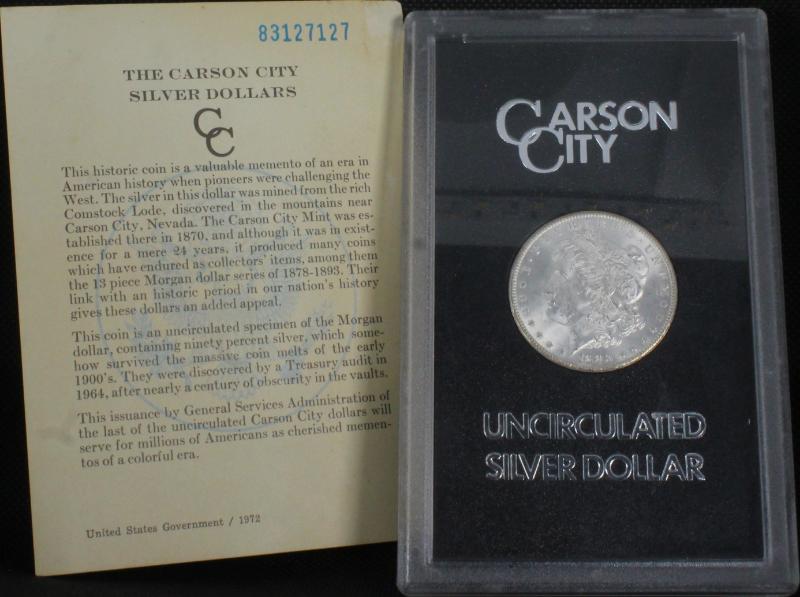 83127127
THE CARSON CITY
SILVER DOLLARS
CC
This historic coin is a valuable memento of an era in
American history when pioneers were challenging the
West. The silver in this dollar was mined from the rich
Comstock Lode, discovered in the mountains near
Carson City, Nevada. The Carson City Mint was es-
tablished there in 1870, and although it was in exist-
ence for a mere 24 years, it produced many coins
which have endured as collectors' items, among them
the 13 piece Morgan dollar series of 1878-1893. Their
link with an historic period in our nation's history
gives these dollars an added appeal.
This coin is an uncirculated specimen of the Morgan
dollar, containing ninety percent silver, which some-
how survived the massive coin melts of the early
1900's. They were discovered by a Treasury audit in
1964, after nearly a century of obscurity in the vaults.
This issuance by General Services Administration of
the last of the uncirculated Carson City dollars will
serve for millions of Americans as cherished memen-
tos of a colorful era.
United States Government / 1972
CARSON
CITY
UNCIRCULATED
SILVER DOLLAR